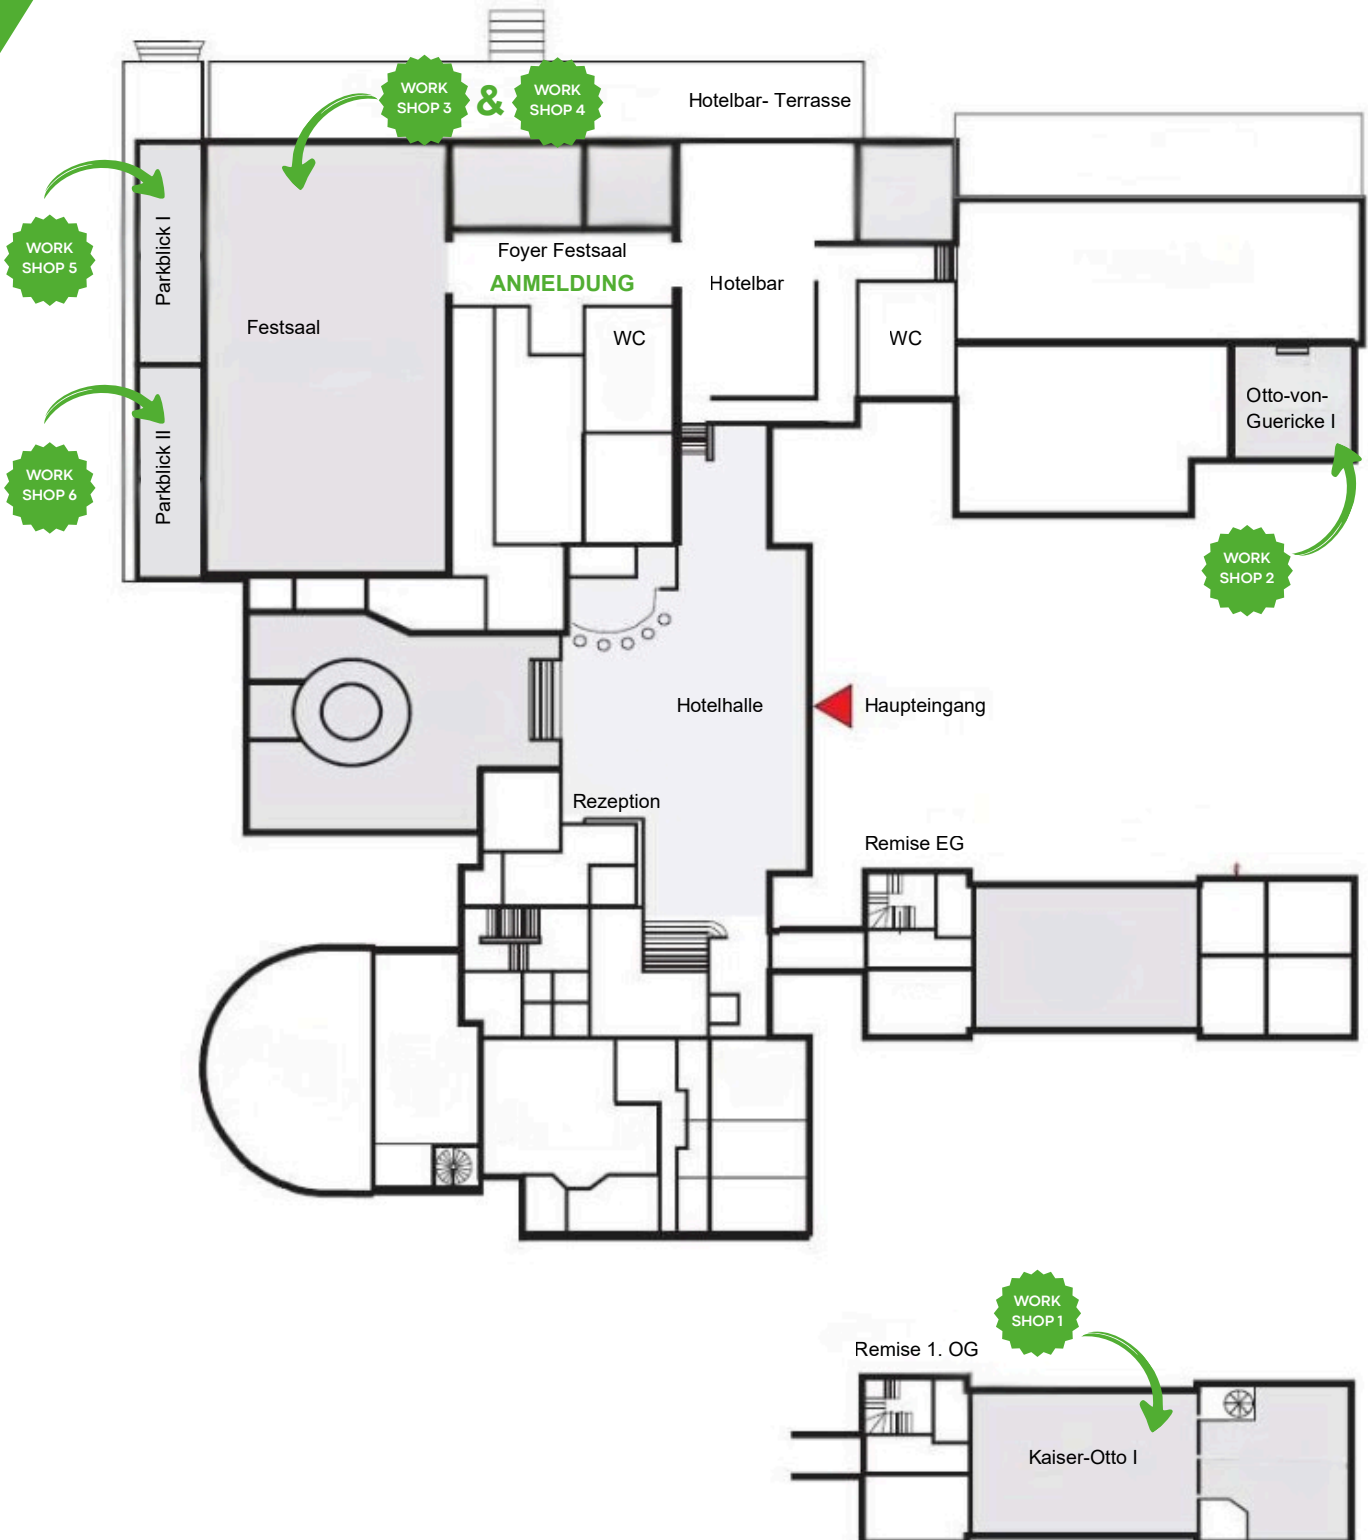 WORK
SHOP 3
&
WORK
SHOP 4
Hotelbar- Terrasse
WORK
SHOP 5
Parkblick I
Foyer Festsaal
ANMELDUNG
Hotelbar
Festsaal
WC
WC
Otto-von-
Guericke I
WORK
SHOP 6
Parkblick II
WORK
SHOP 2
Hotelhalle
Haupteingang
Rezeption
Remise EG
WORK
SHOP 1
Remise 1. OG
Kaiser-Otto I